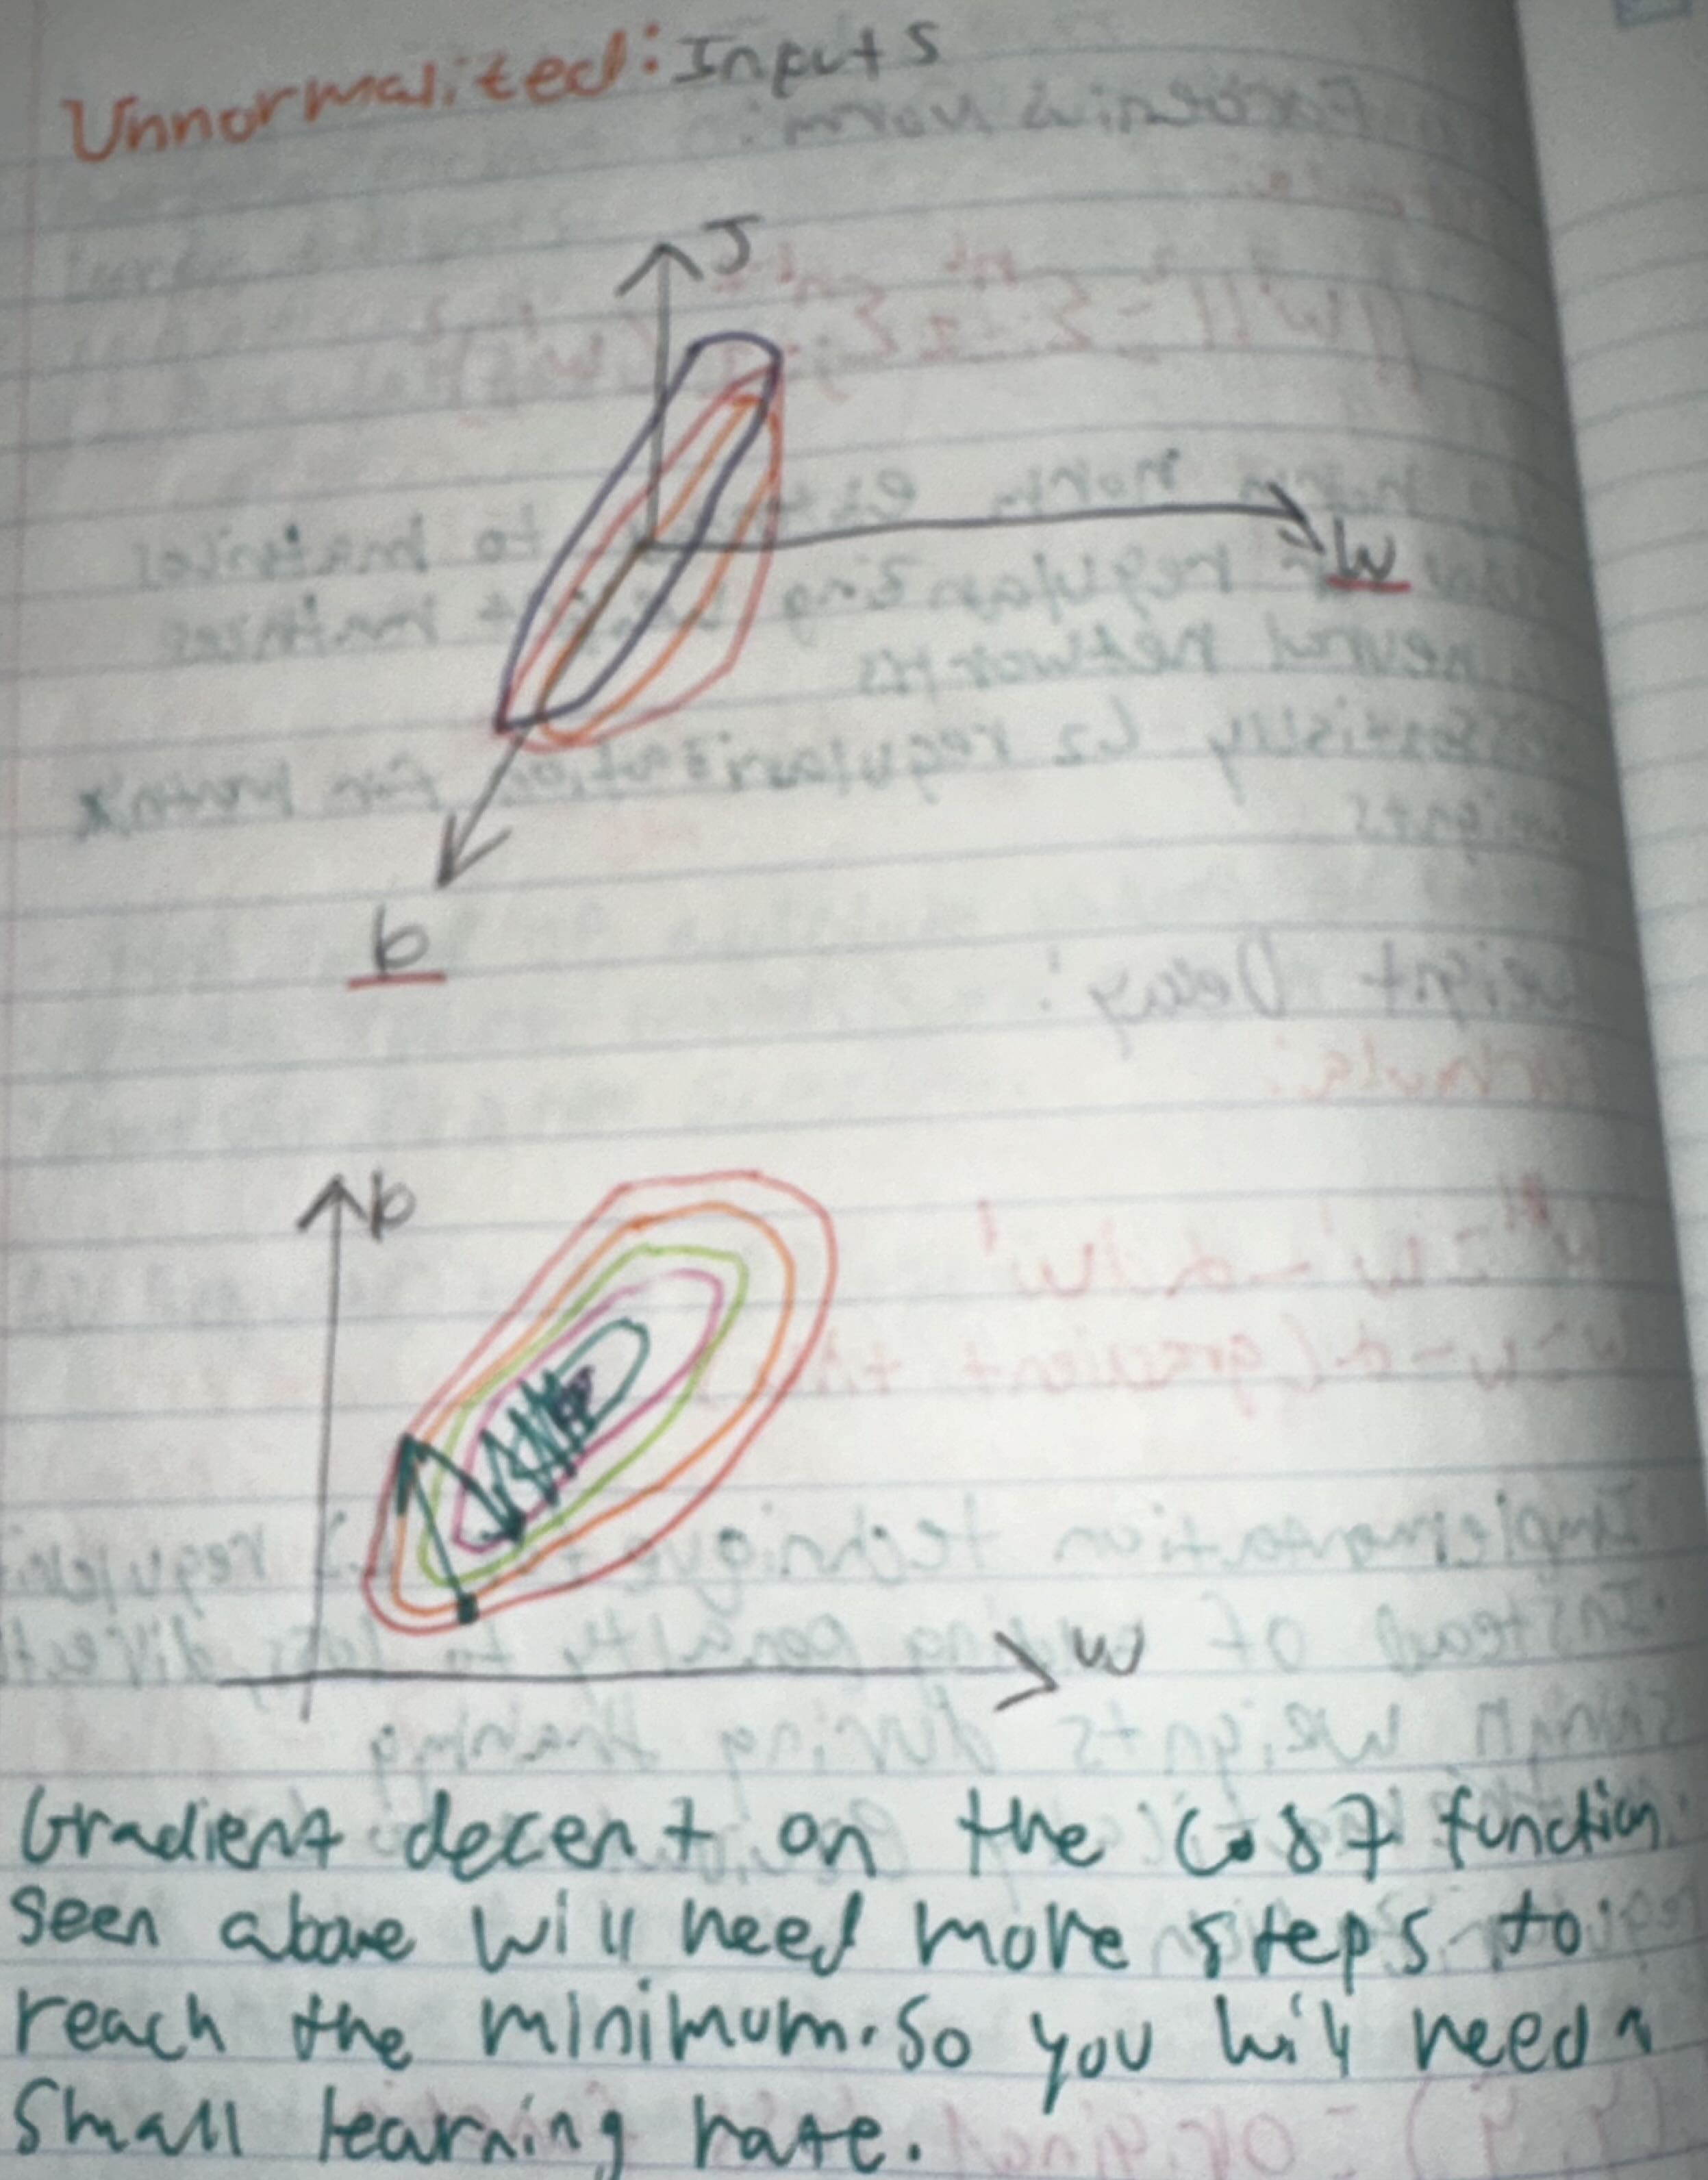 Unnormalited: Inputs
J
W
b
b
w
Gradient decent on the cost function
seen above will need more steps to
reach the minimum. So you will need a
small learning rate.